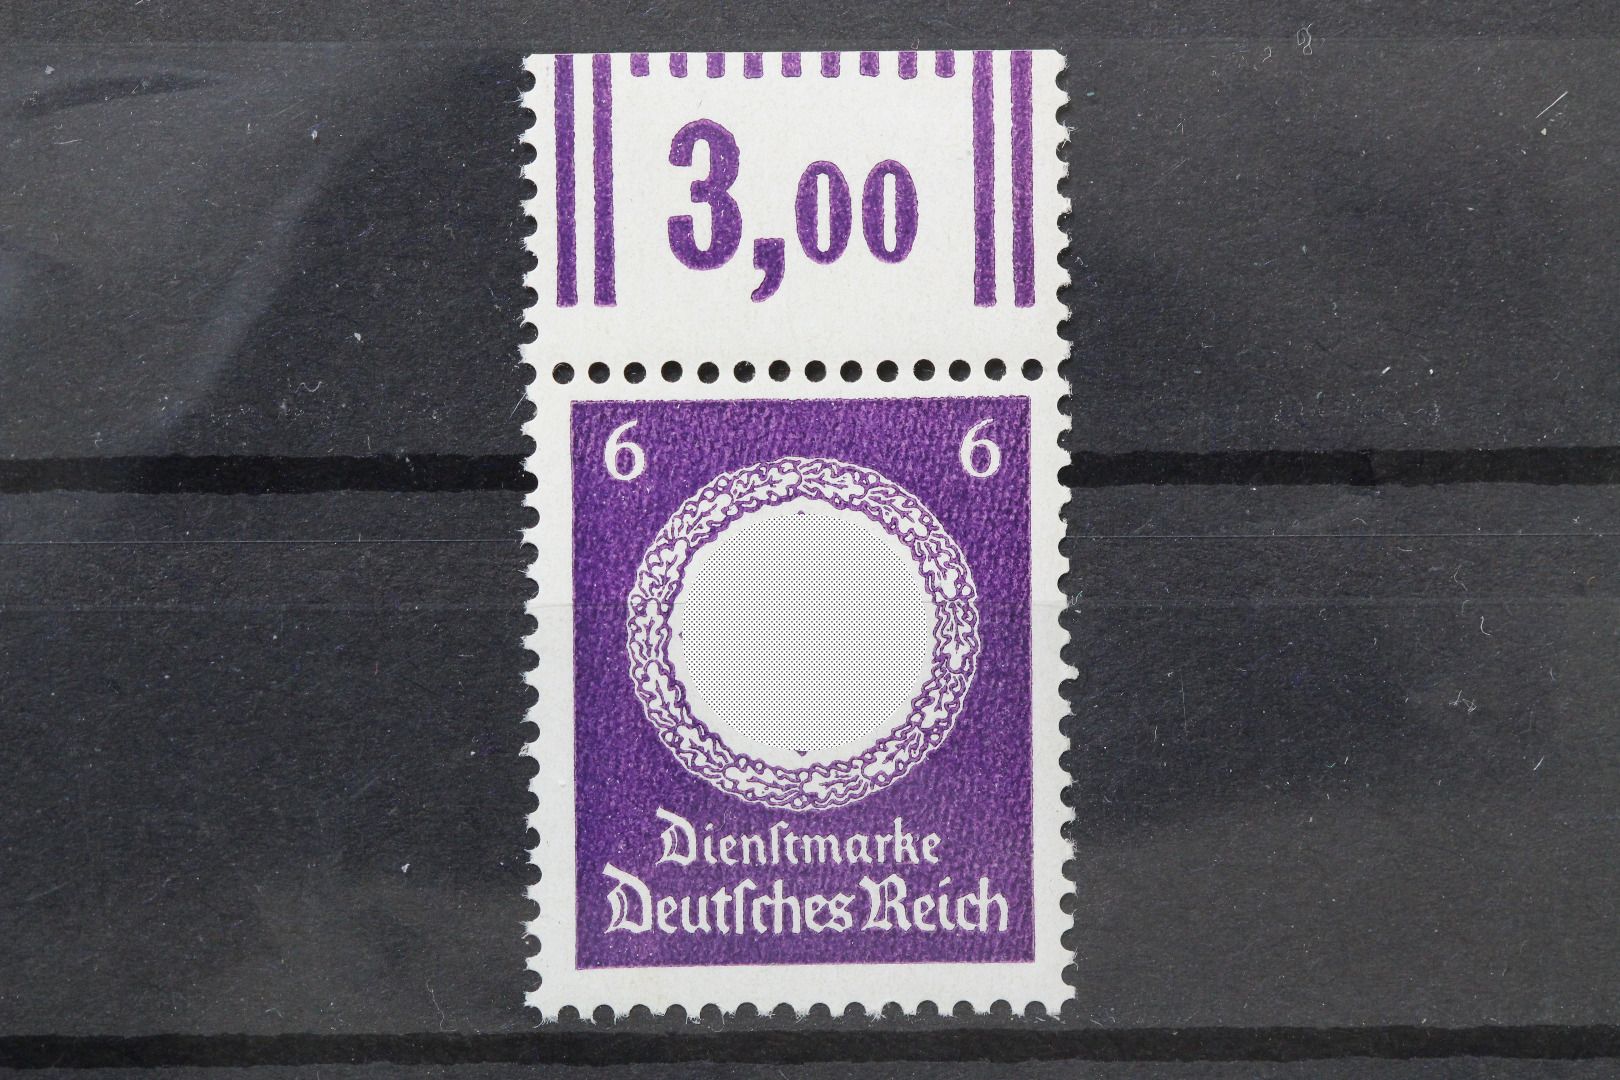 3,00
6 6
Dienſtmarke
Deutſches Reich